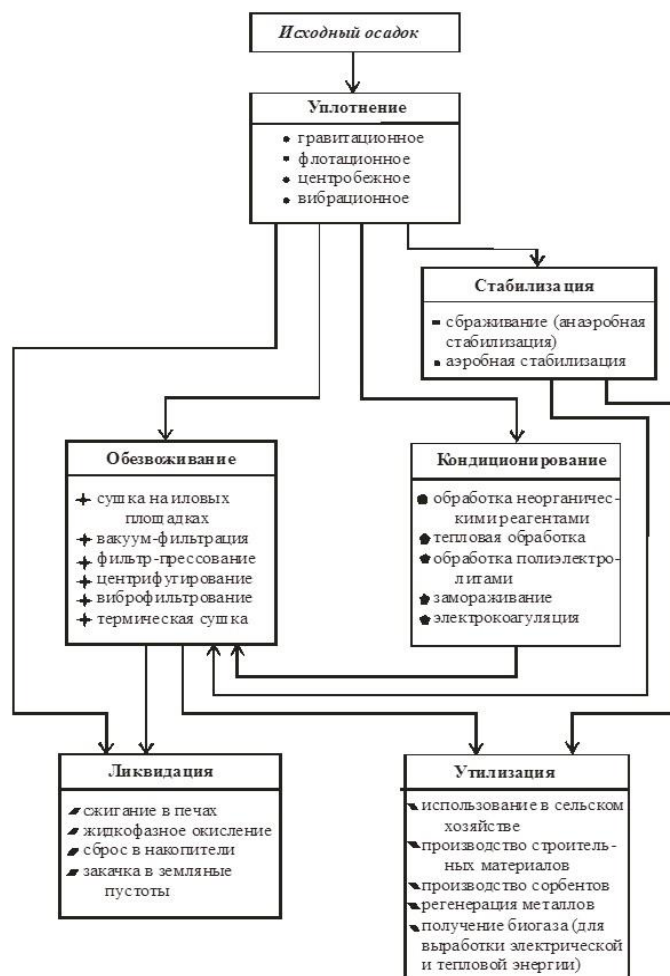 Исходный осадок
Уплотнение
гравитационное
флотационное
центробежное
вибрационное
Стабилизация
сбраживание (анаэробная
стабилизация)
аэробная стабилизация
Обезвоживание
сушка на иловых
площадках
вакуум-фильтрация
фильтр-прессование
центрифугирование
виброфильтрование
термическая сушка
Кондиционирование
обработка неорганичес-
кими реагентами
тепловая обработка
обработка полиэлектро-
литами
замораживание
электрокоагуляция
Ликвидация
сжигание в печах
жидкофазное окисление
сброс в накопители
закачка в земляные
пустоты
Утилизация
использование в сельском
хозяйстве
производство строитель-
ных материалов
производство сорбентов
регенерация металлов
получение биогаза (для
выработки электрической
и тепловой энергии)